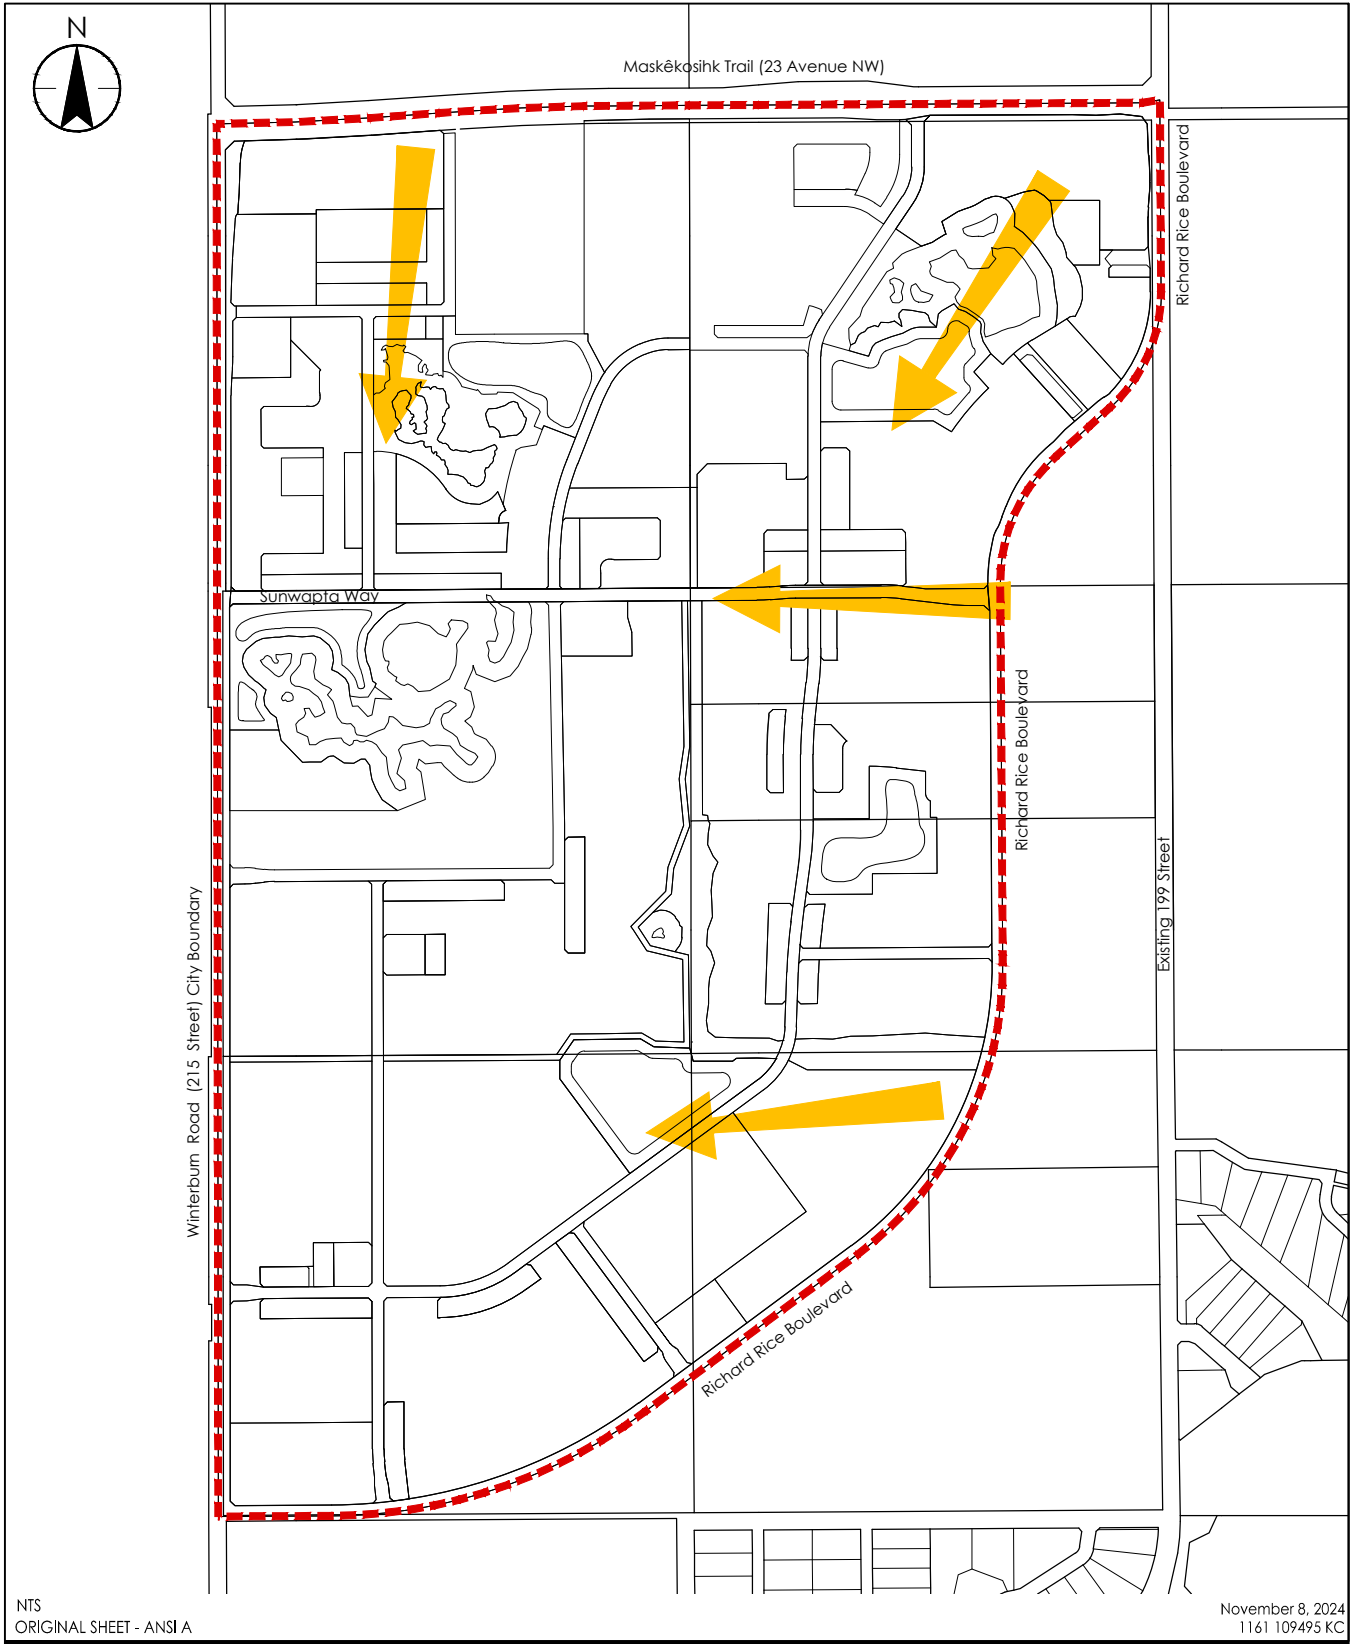 N
Maskêkosihk Trail (23 Avenue NW)
Richard Rice Boulevard
Sunwapta Way
Richard Rice Boulevard
Existing 199 Street
Winterburn Road (215 Street) City Boundary
Richard Rice Boulevard
NTS
ORIGINAL SHEET - ANSI A
November 8, 2024
1161 109495 KC